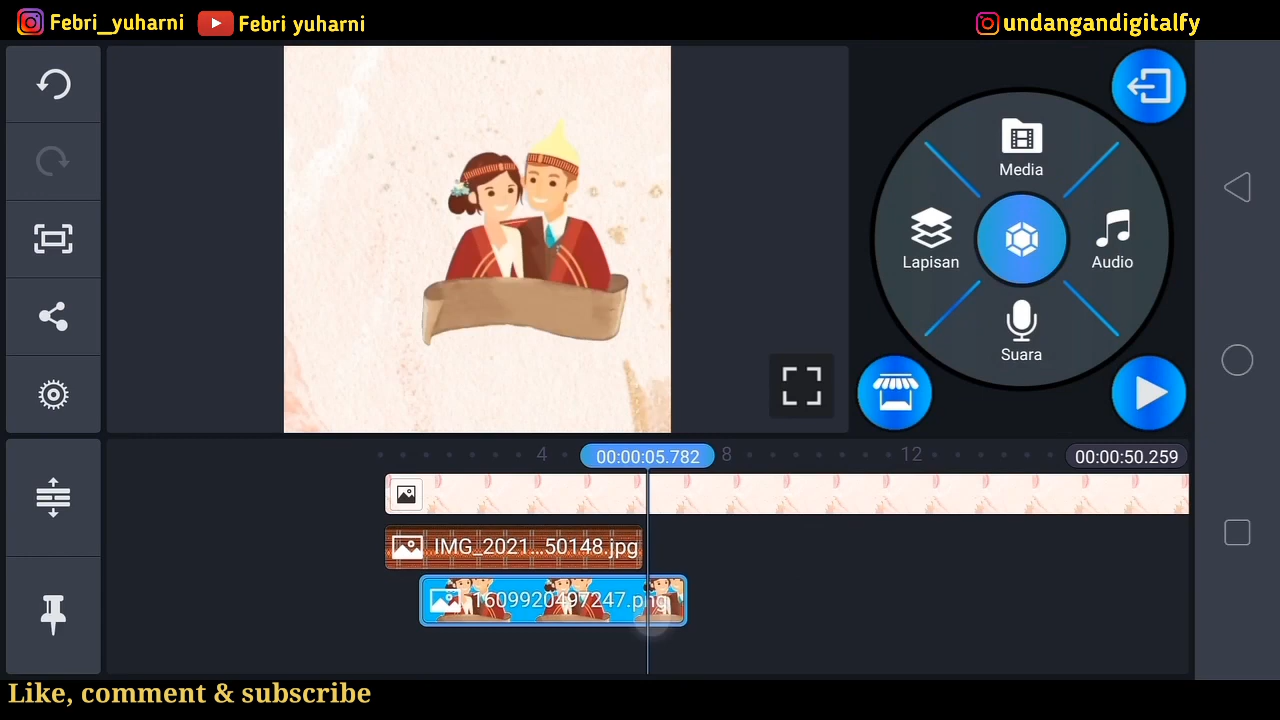 Febri_yuharni
Febri yuharni
undangandigitalfy
Media
Lapisan
Audio
Suara
4
00:00:05.782
8
12
00:00:50.259
IMG_2021...50148.jpg
1609920497247.png
Like, comment & subscribe